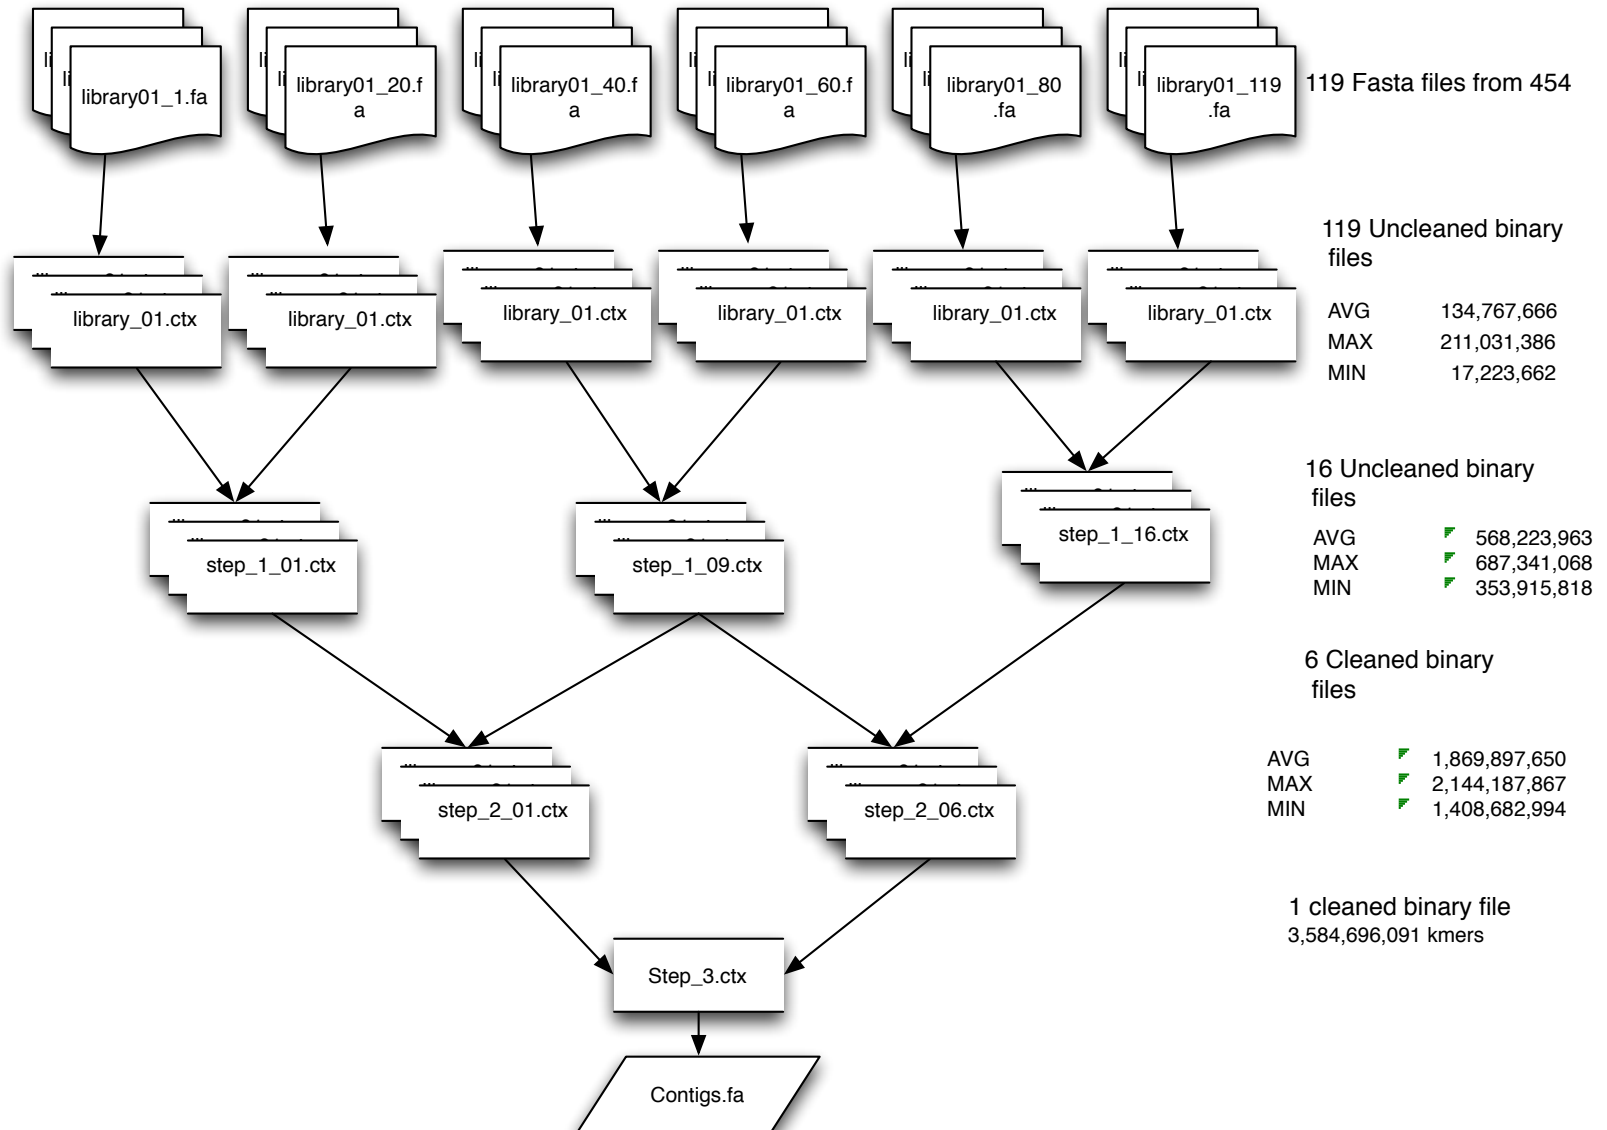 library01_1.fa
library01_20.f
a
library01_40.f
a
library01_60.f
a
library01_80
.fa
library01_119
.fa
119 Fasta files from 454
library_01.ctx
library_01.ctx
library_01.ctx
library_01.ctx
library_01.ctx
library_01.ctx
119 Uncleaned binary
files
AVG 134,767,666
MAX 211,031,386
MIN 17,223,662
step_1_01.ctx
step_1_09.ctx
step_1_16.ctx
16 Uncleaned binary
files
AVG 568,223,963
MAX 687,341,068
MIN 353,915,818
6 Cleaned binary
files
step_2_01.ctx
step_2_06.ctx
AVG 1,869,897,650
MAX 2,144,187,867
MIN 1,408,682,994
1 cleaned binary file
3,584,696,091 kmers
Step_3.ctx
Contigs.fa